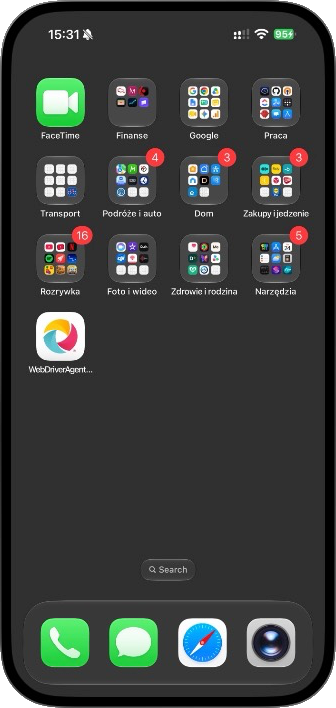 15:31
95
FaceTime
Finanse
Google
Praca
4
3
3
Transport
Podróże i auto
Dom
Zakupy i jedzenie
16
5
Rozrywka
Foto i wideo
Zdrowie i rodzina
Narzędzia
WebDriverAgent...
Search